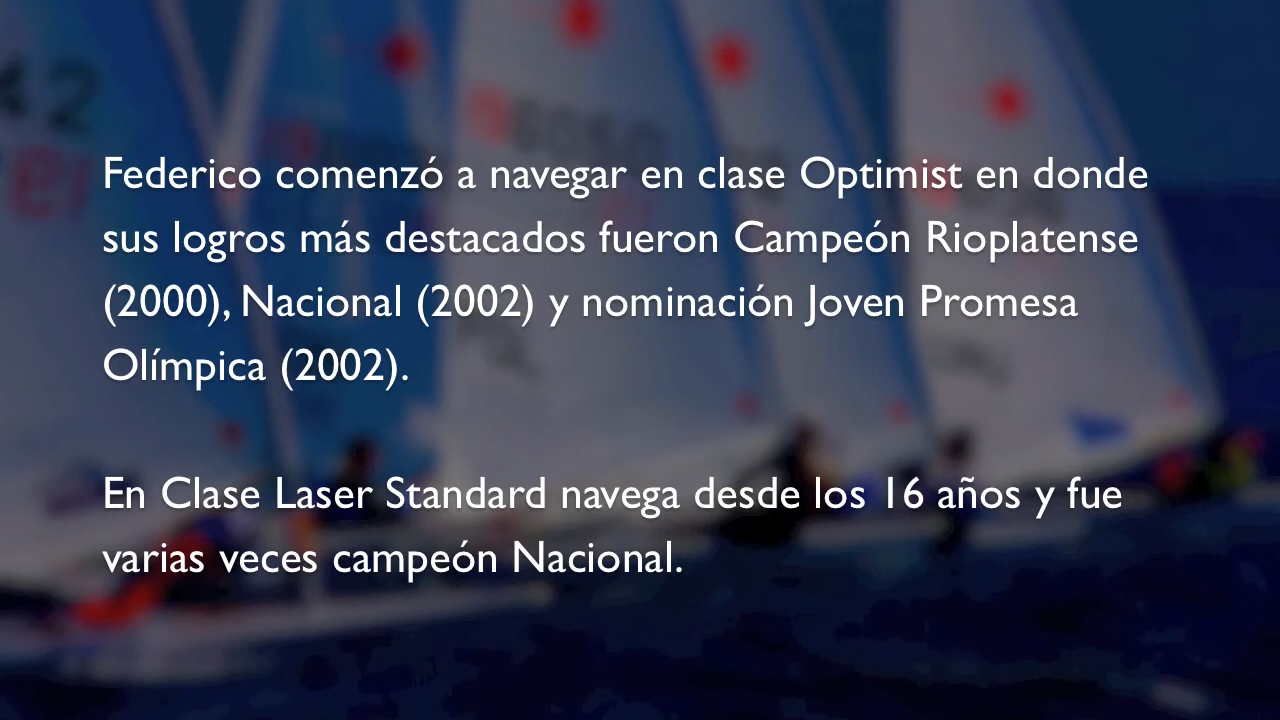 Federico comenzó a navegar en clase Optimist en donde
sus logros más destacados fueron Campeón Rioplatense
(2000), Nacional (2002) y nominación Joven Promesa
Olímpica (2002).
En Clase Laser Standard navega desde los 16 años y fue
varias veces campeón Nacional.